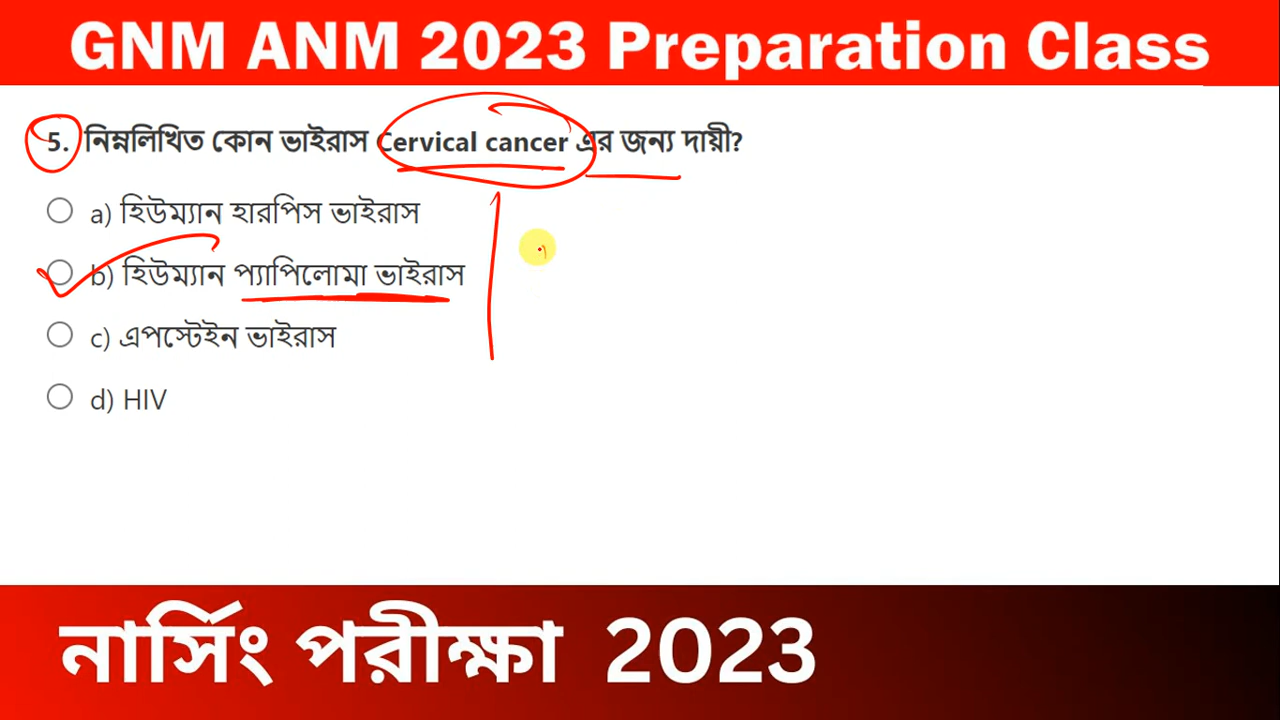 GNM ANM 2023 Preparation Class
5. নিম্নলিখিত কোন ভাইরাস Cervical cancer এর জন্য দায়ী?
a) হিউম্যান হারপিস ভাইরাস
b) হিউম্যান প্যাপিলোমা ভাইরাস
c) এপস্টেইন ভাইরাস
d) HIV
নার্সিং পরীক্ষা 2023